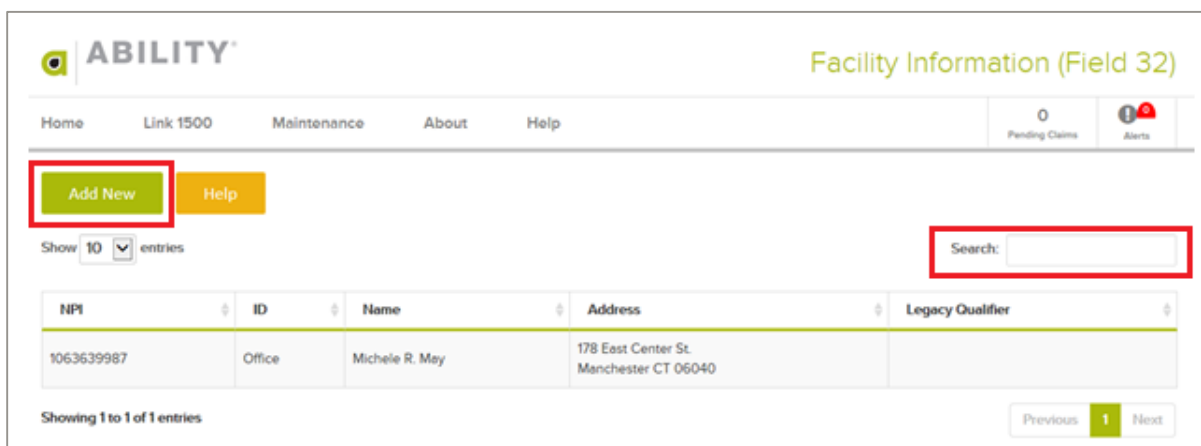 a ABILITY®
Facility Information (Field 32)
Home Link 1500 Maintenance About Help
0
Pending Claims
0
Alerts
Add New Help
Show 10 entries
Search:
NPI ID Name Address Legacy Qualifier
1063639987 Office Michele R. May 178 East Center St.
Manchester CT 06040
Showing 1 to 1 of 1 entries
Previous 1 Next